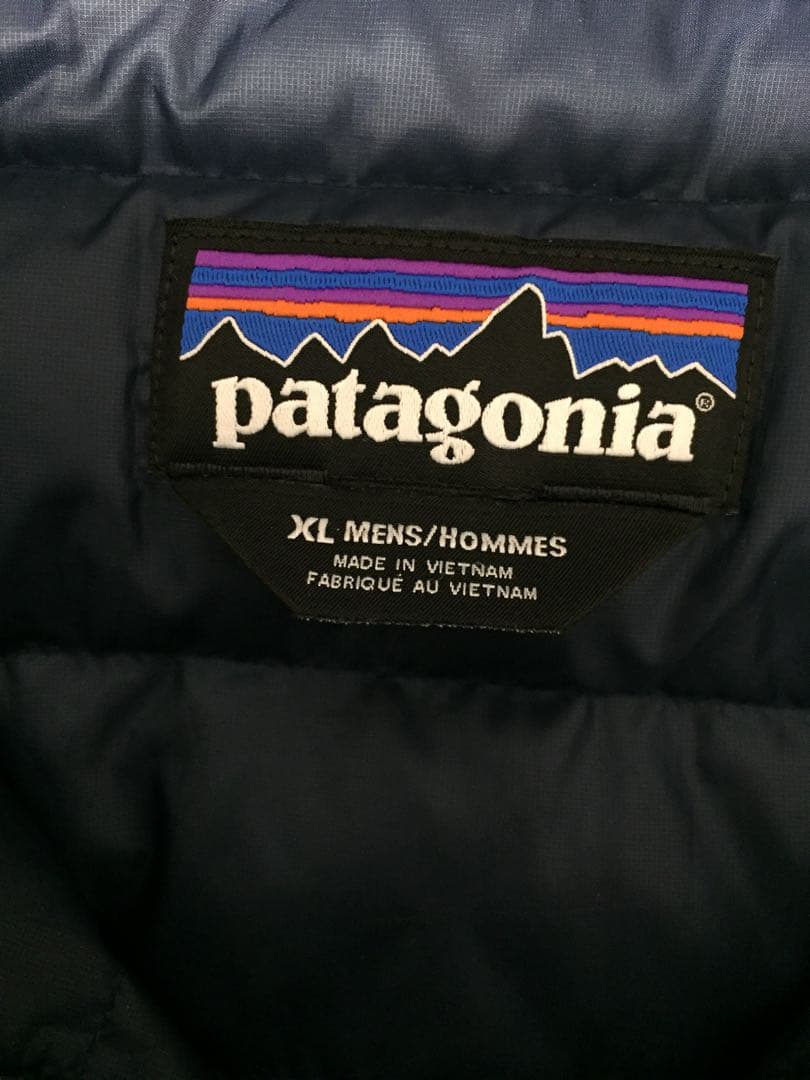 patagonia®
XL MENS/HOMMES
MADE IN VIETNAM
FABRIQUÉ AU VIETNAM